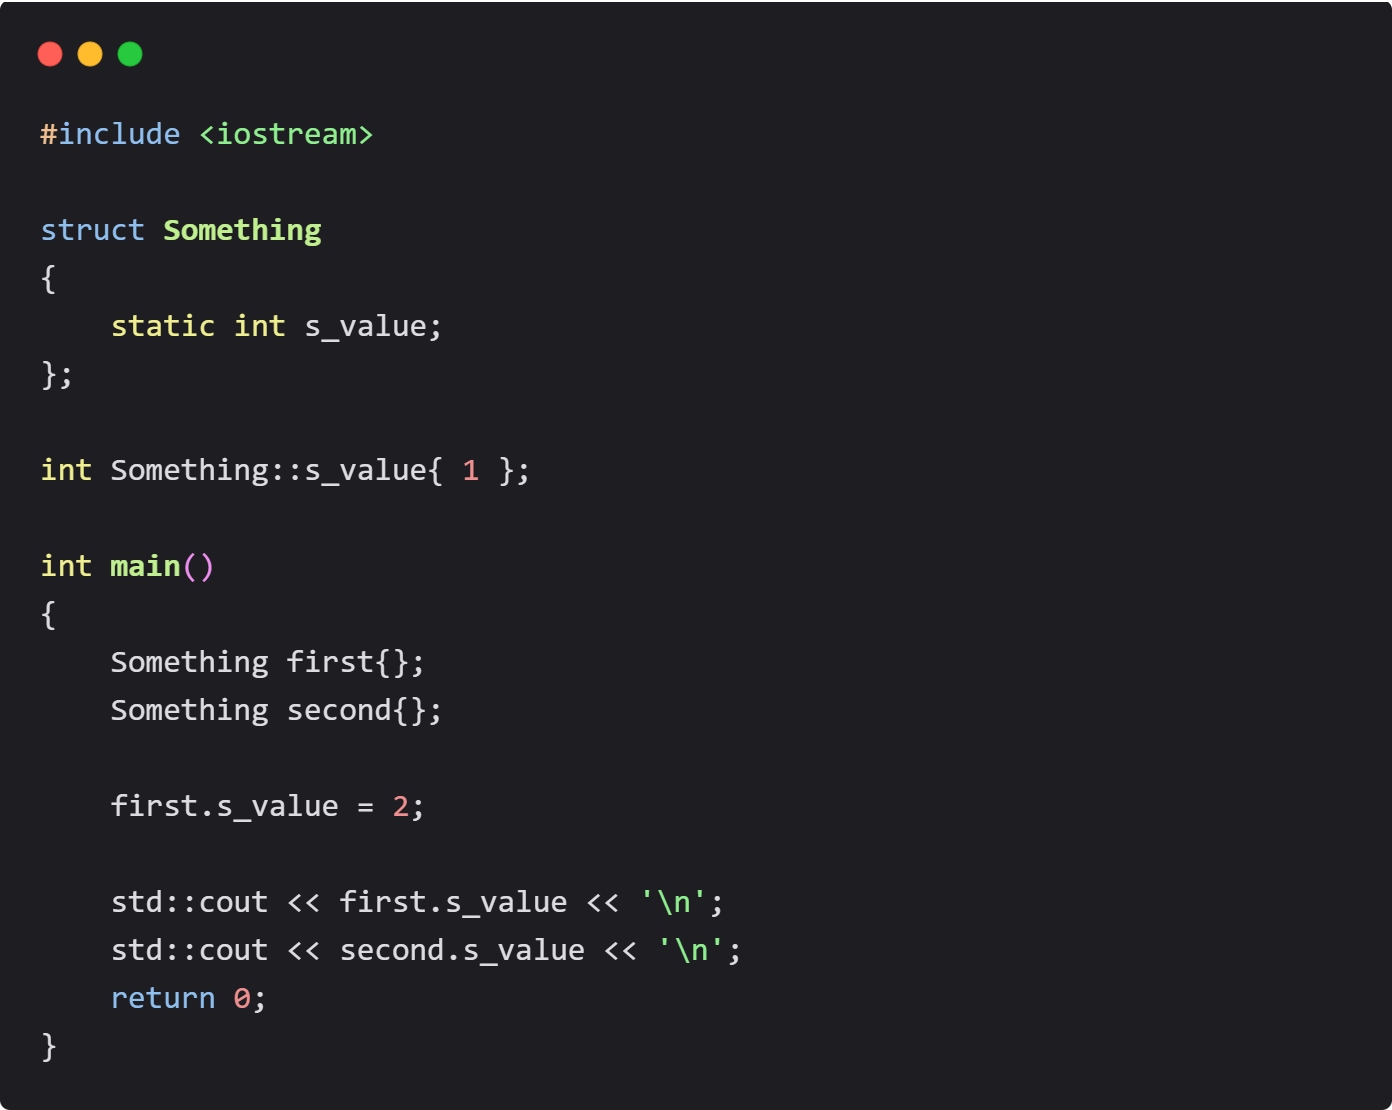 #include <iostream>

struct Something
{
    static int s_value;
};

int Something::s_value{ 1 };

int main()
{
    Something first{};
    Something second{};

    first.s_value = 2;

    std::cout << first.s_value << '\n';
    std::cout << second.s_value << '\n';
    return 0;
}